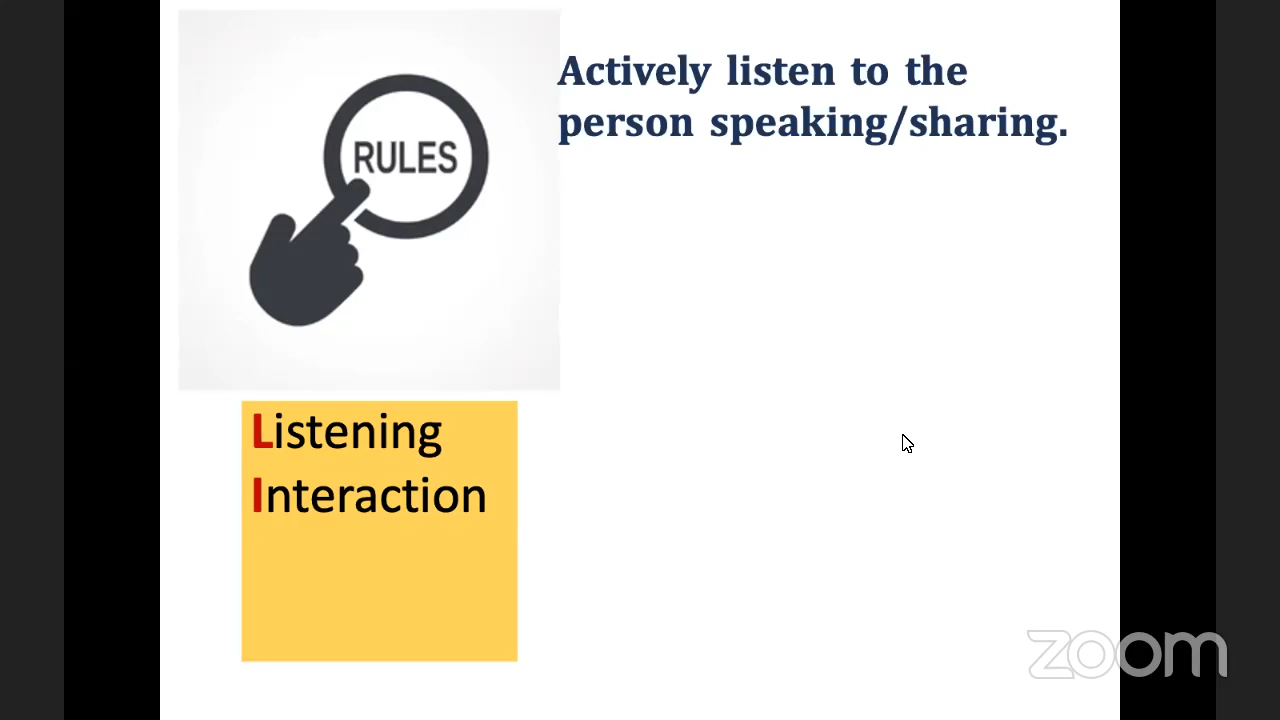 RULES
Actively listen to the
person speaking/sharing.
Listening
Interaction
zoom